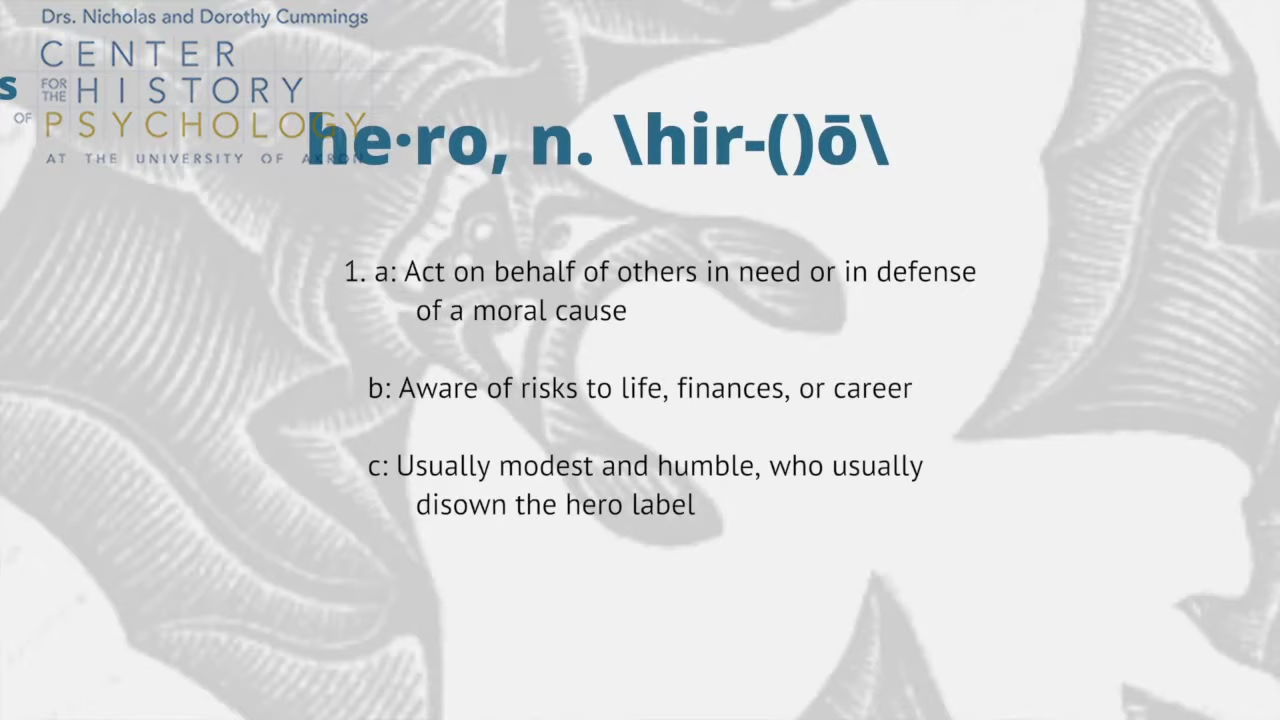 Drs. Nicholas and Dorothy Cummings
CENTER
s
FOR THE HISTORY
OF PSYCHOLOGY
AT THE UNIVERSITY OF AKRON
he·ro, n. \hir-()ō\
1. a: Act on behalf of others in need or in defense
of a moral cause
b: Aware of risks to life, finances, or career
c: Usually modest and humble, who usually
disown the hero label